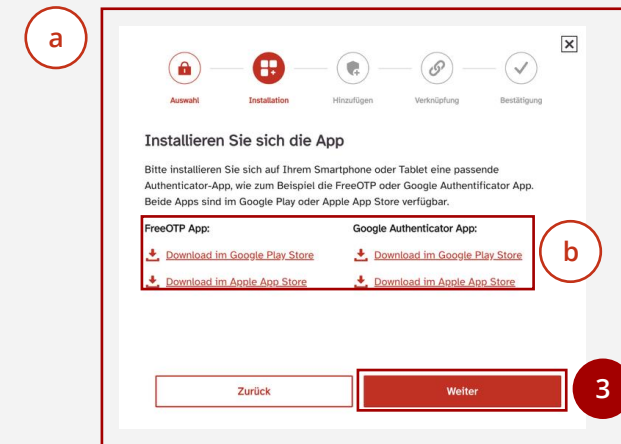 a
Auswahl
Installation
Hinzufügen
Verknüpfung
Bestätigung
Installieren Sie sich die App
Bitte installieren Sie sich auf Ihrem Smartphone oder Tablet eine passende
Authenticator-App, wie zum Beispiel die FreeOTP oder Google Authentificator App.
Beide Apps sind im Google Play oder Apple App Store verfügbar.
FreeOTP App:
Download im Google Play Store
Download im Apple App Store
Google Authenticator App:
Download im Google Play Store
Download im Apple App Store
b
Zurück
Weiter
3